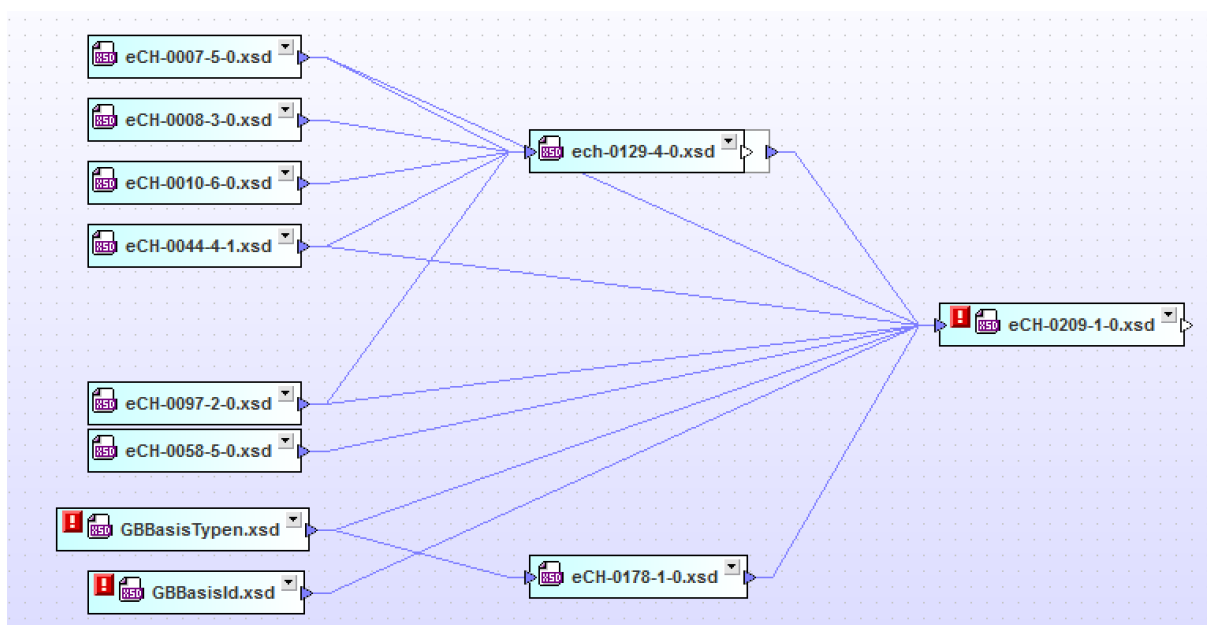 eCH-0007-5-0.xsd
eCH-0008-3-0.xsd
ech-0129-4-0.xsd
eCH-0010-6-0.xsd
eCH-0044-4-1.xsd
eCH-0209-1-0.xsd
eCH-0097-2-0.xsd
eCH-0058-5-0.xsd
GBBasisTypen.xsd
eCH-0178-1-0.xsd
GBBasisId.xsd